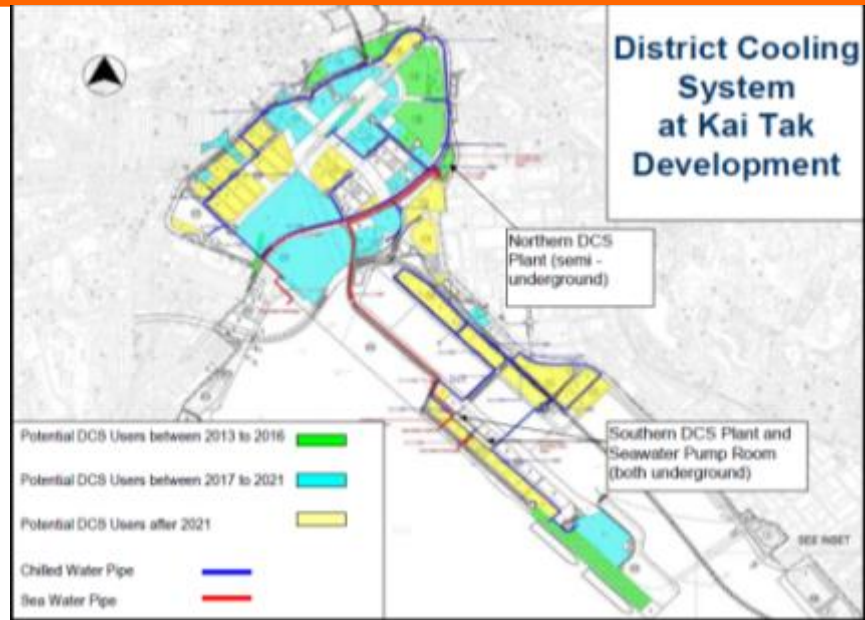 District Cooling
System
at Kai Tak
Development
Northern DCS
Plant (semi -
underground)
Southern DCS Plant and
Seawater Pump Room
(both underground)
SEE INSET
Potential DCS Users between 2013 to 2016
Potential DCS Users between 2017 to 2021
Potential DCS Users after 2021
Chilled Water Pipe
Sea Water Pipe